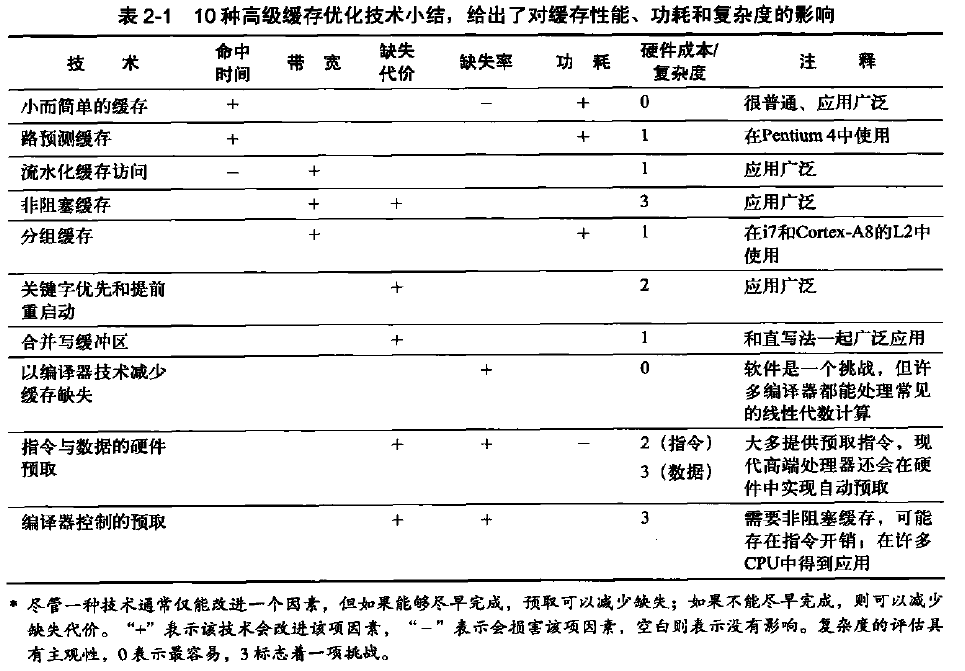 表 2-1 10 种高级缓存优化技术小结，给出了对缓存性能、功耗和复杂度的影响
技 术 命中时间 带 宽 缺失代价 缺失率 功 耗 硬件成本/复杂度 注 释
小而简单的缓存 + − + 0 很普通、应用广泛
路预测缓存 + + 1 在Pentium 4中使用
流水化缓存访问 − + 1 应用广泛
非阻塞缓存 + + 3 应用广泛
分组缓存 + + 1 在i7和Cortex-A8的L2中
使用
关键字优先和提前 + 2 应用广泛
重启动
合并写缓冲区 + 1 和直写法一起广泛应用
以编译器技术减少 + 0 软件是一个挑战，但许
缓存缺失 多编译器都能处理常见
的线性代数计算
指令与数据的硬件 + + − 2（指令） 大多提供预取指令，现
预取 3（数据） 代高端处理器还会在硬
件中实现自动预取
编译器控制的预取 + + 3 需要非阻塞缓存，可能
存在指令开销；在许多
CPU中得到应用
* 尽管一种技术通常仅能改进一个因素，但如果能够尽早完成，预取可以减少缺失；如果不能尽早完成，则可以减少
缺失代价。“+”表示该技术会改进该项因素，“−”表示会损害该项因素，空白则表示没有影响。复杂度的评估具
有主观性，0表示最容易，3标志着一项挑战。